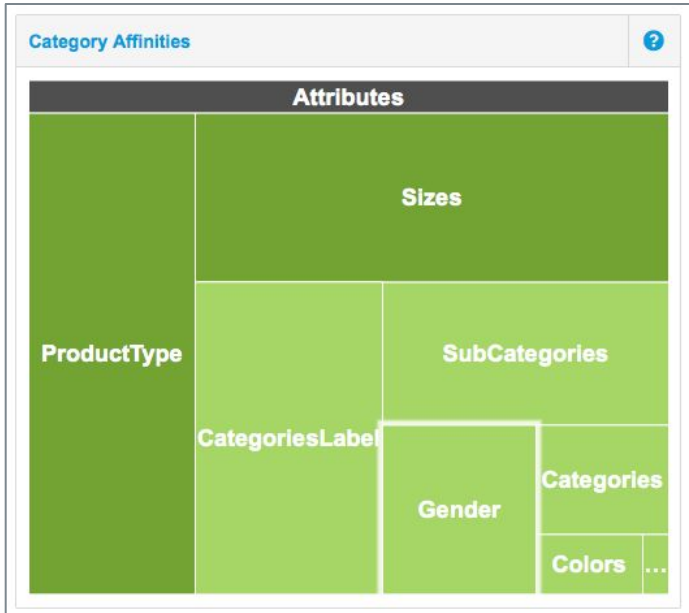 Category Affinities
?
Attributes
Sizes
ProductType
SubCategories
CategoriesLabel
Categories
Gender
Colors
...